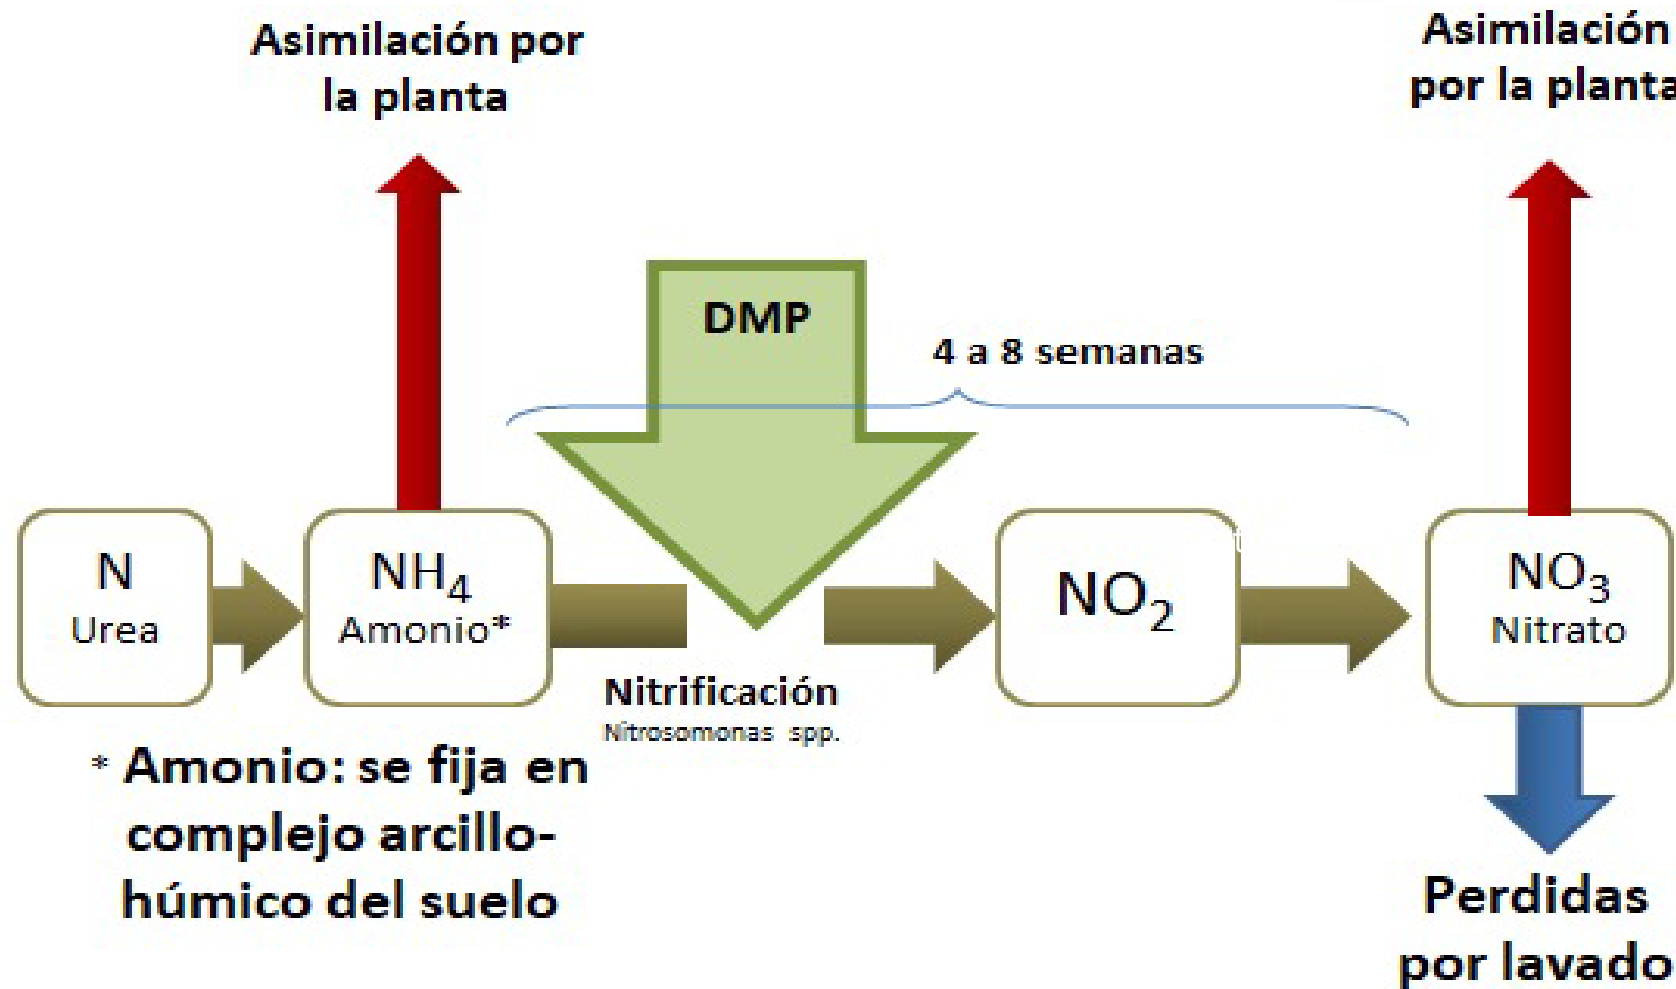 Asimilación por
la planta
Asimilación
por la planta
DMP
4 a 8 semanas
N
Urea
NH4
Amonio*
NO2
NO3
Nitrato
Nitrificación
Nitrosomonas spp.
* Amonio: se fija en
complejo arcillo-
húmico del suelo
Perdidas
por lavado